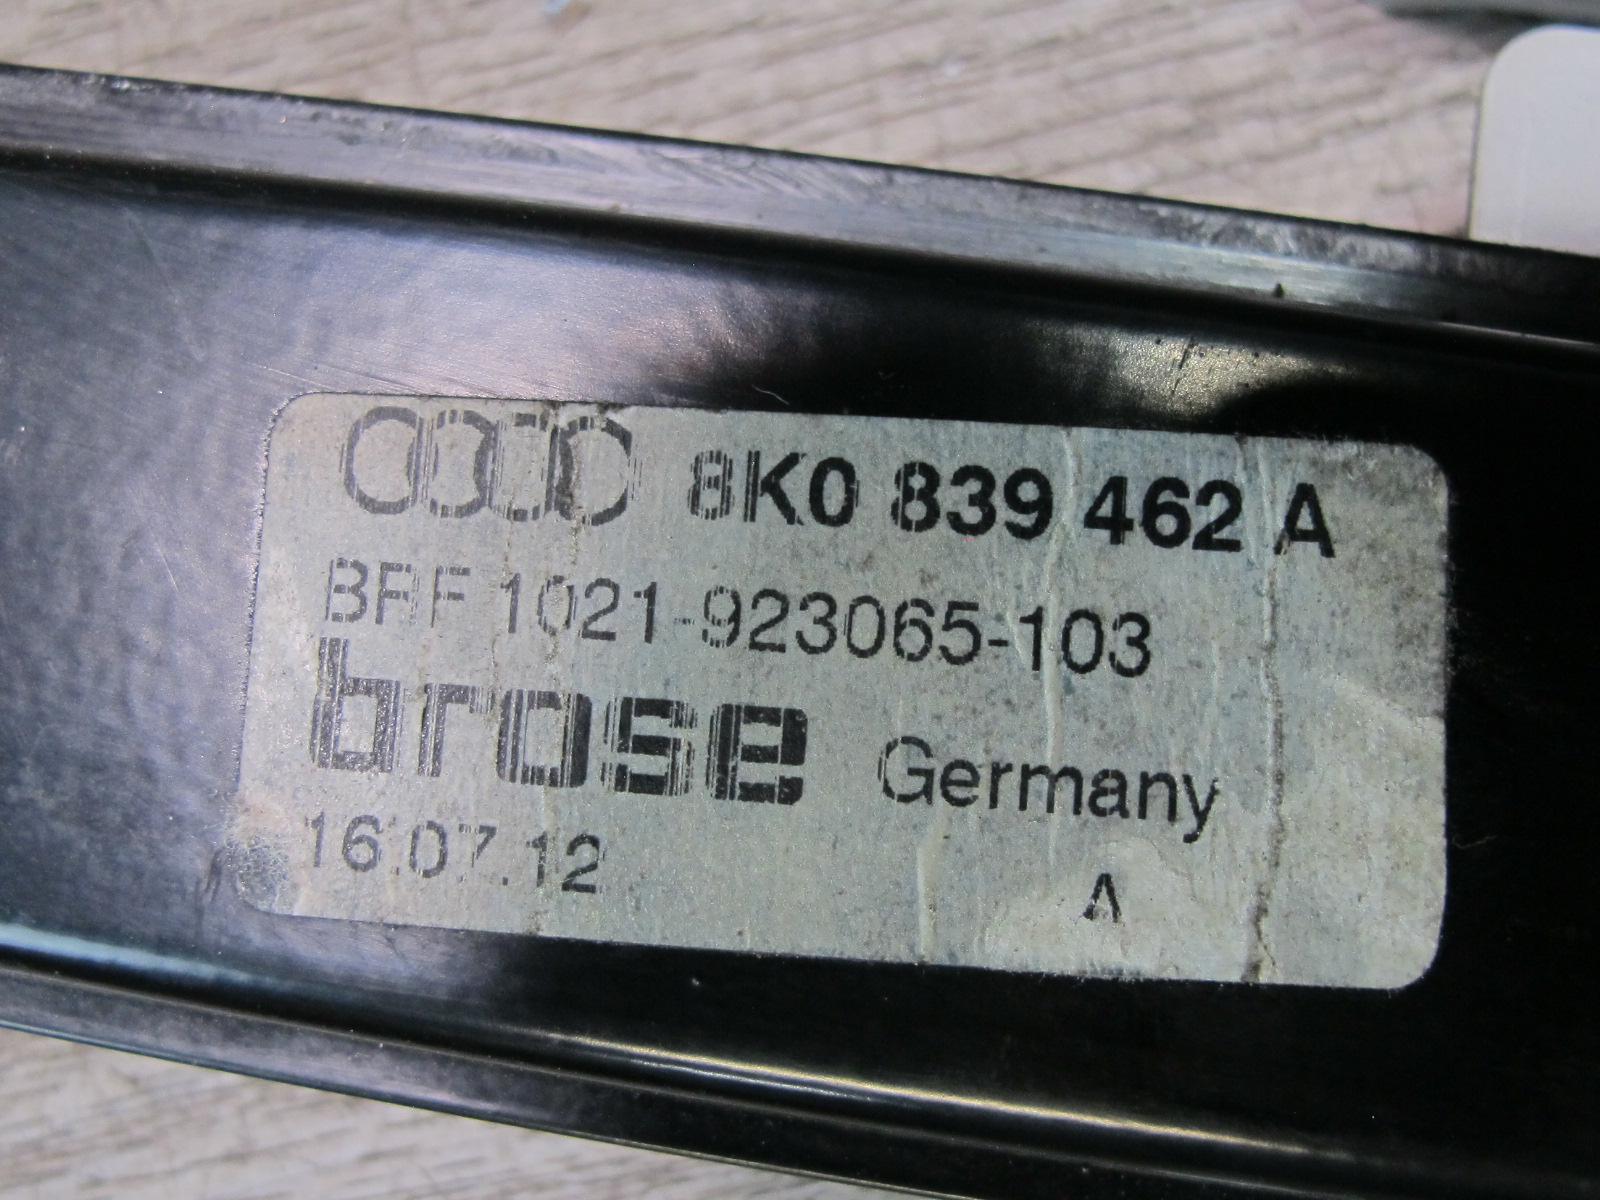 8K0 839 462 A
BRF 1021-923065-103
brose Germany
16.07.12
A